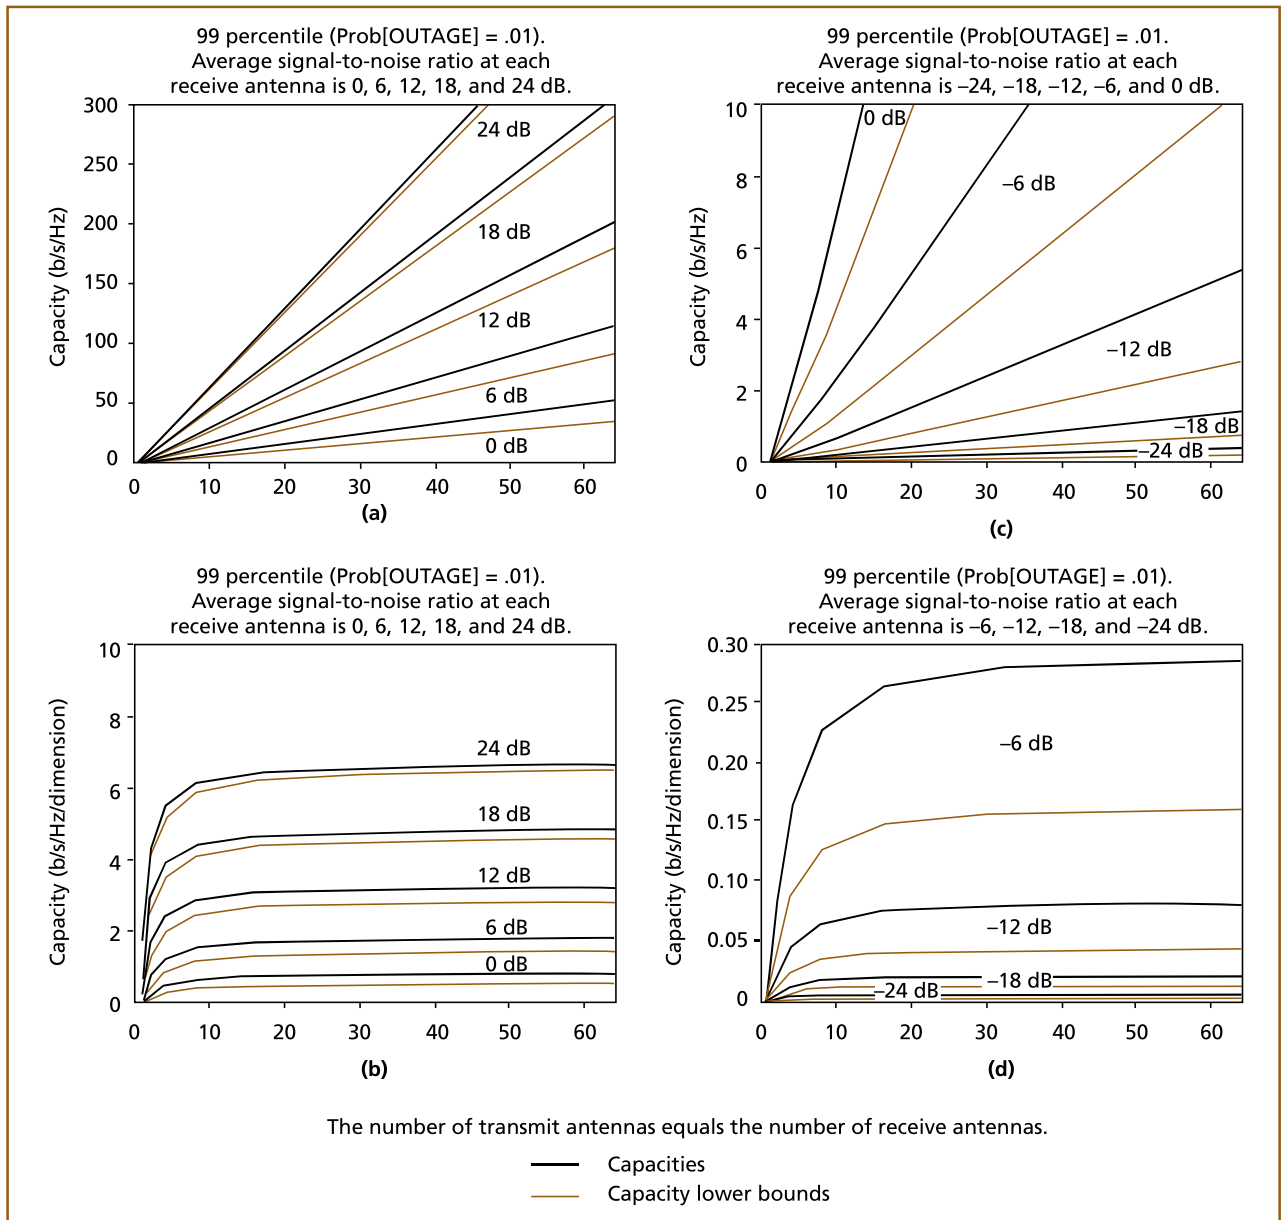 99 percentile (Prob[OUTAGE] = .01).
Average signal-to-noise ratio at each
receive antenna is 0, 6, 12, 18, and 24 dB.
300
250
200
150
100
50
0
Capacity (b/s/Hz)
24 dB
18 dB
12 dB
6 dB
0 dB
0
10
20
30
40
50
60
(a)
99 percentile (Prob[OUTAGE] = .01.
Average signal-to-noise ratio at each
receive antenna is –24, –18, –12, –6, and 0 dB.
10
8
6
4
2
0
Capacity (b/s/Hz)
0 dB
–6 dB
–12 dB
–18 dB
–24 dB
0
10
20
30
40
50
60
(c)
99 percentile (Prob[OUTAGE] = .01).
Average signal-to-noise ratio at each
receive antenna is 0, 6, 12, 18, and 24 dB.
10
8
6
4
2
0
Capacity (b/s/Hz/dimension)
24 dB
18 dB
12 dB
6 dB
0 dB
0
10
20
30
40
50
60
(b)
99 percentile (Prob[OUTAGE] = .01).
Average signal-to-noise ratio at each
receive antenna is –6, –12, –18, and –24 dB.
0.30
0.25
0.20
0.15
0.10
0.05
0
Capacity (b/s/Hz/dimension)
–6 dB
–12 dB
–18 dB
–24 dB
0
10
20
30
40
50
60
(d)
The number of transmit antennas equals the number of receive antennas.
Capacities
Capacity lower bounds